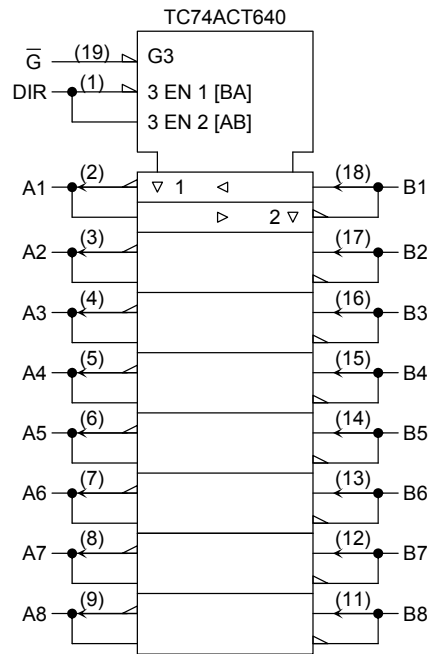 TC74ACT640
G̅ (19) G3
DIR (1) 3 EN 1 [BA]
3 EN 2 [AB]
A1 (2) ▽ 1 ◁ (18) B1
▷ 2 ▽
A2 (3) (17) B2
A3 (4) (16) B3
A4 (5) (15) B4
A5 (6) (14) B5
A6 (7) (13) B6
A7 (8) (12) B7
A8 (9) (11) B8